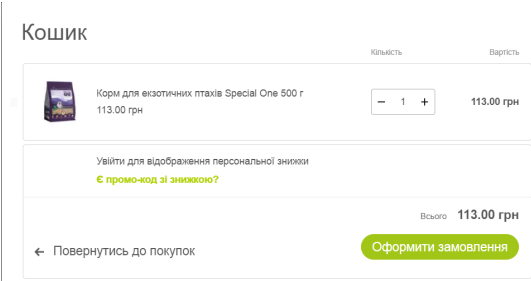 Кошик
Кількість Вартість
Корм для екзотичних птахів Special One 500 г
113.00 грн
− 1 + 113.00 грн
Увійти для відображення персональної знижки
Є промо-код зі знижкою?
Всього 113.00 грн
← Повернутись до покупок
Оформити замовлення